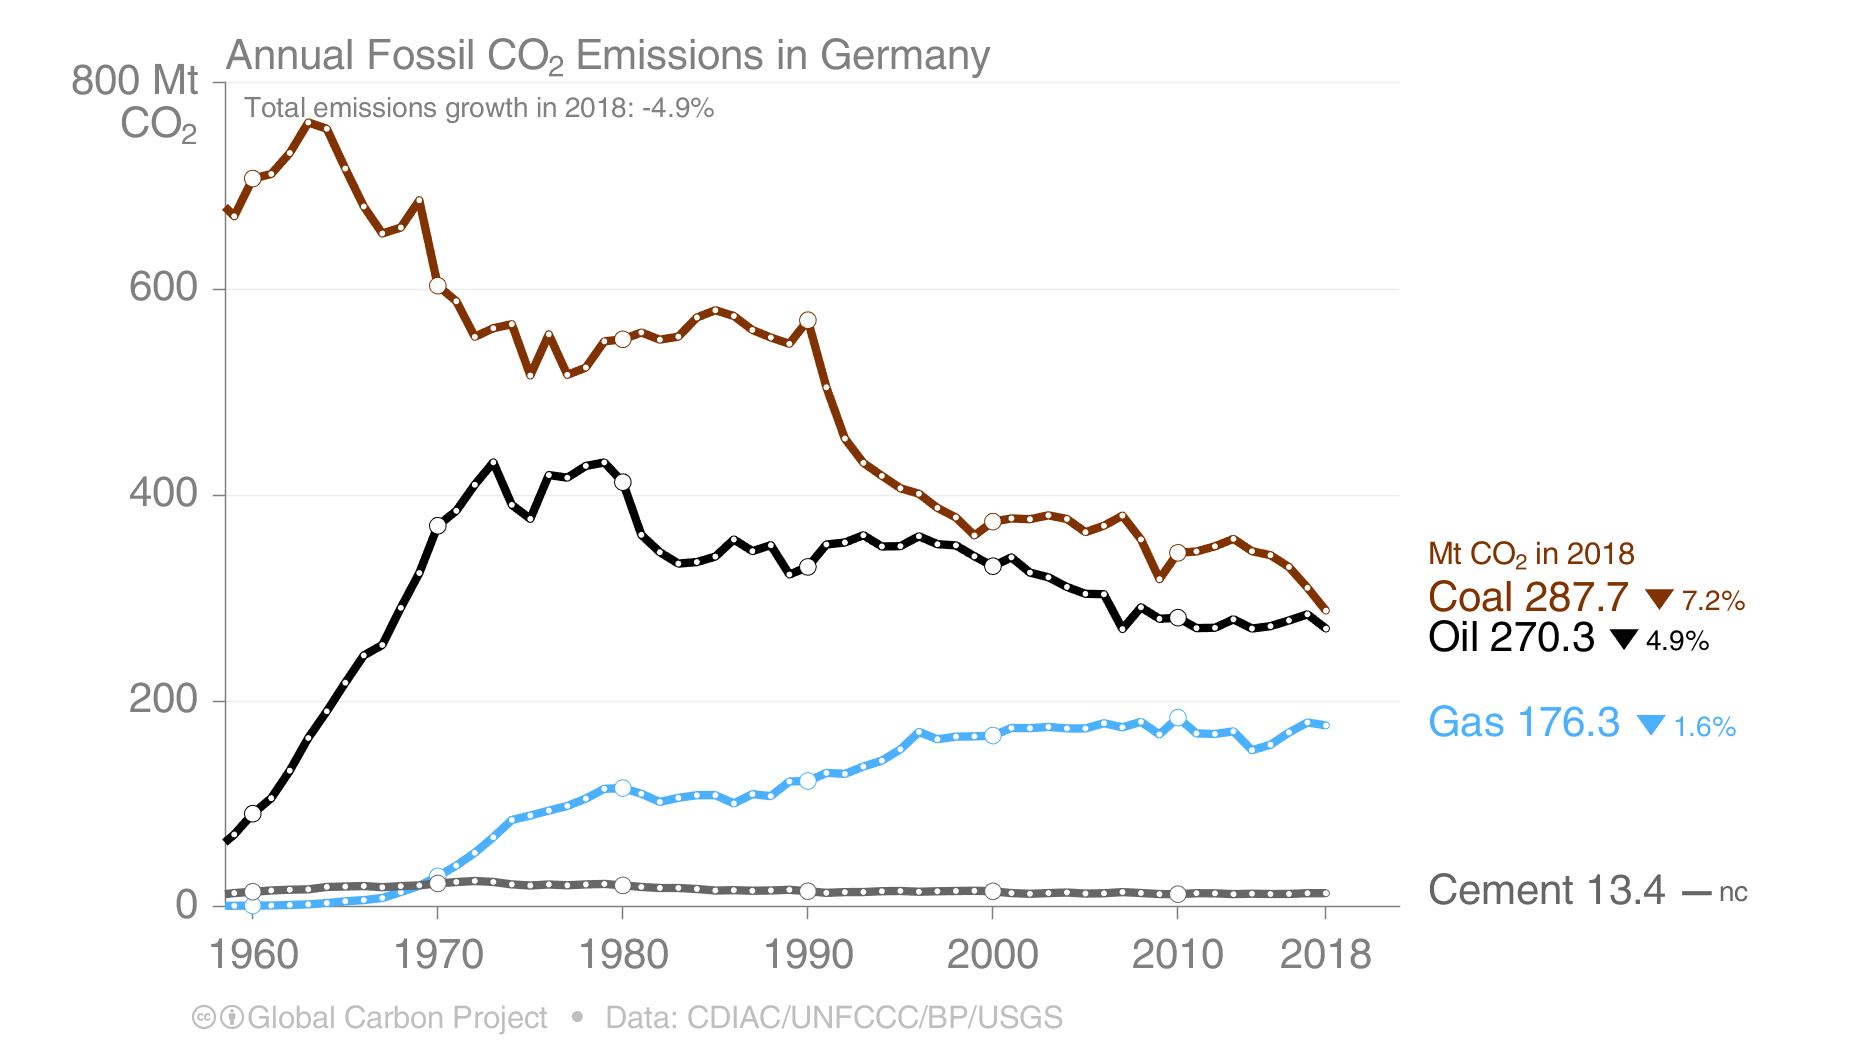 Annual Fossil CO₂ Emissions in Germany
800 Mt
CO₂
Total emissions growth in 2018: -4.9%
600
400
200
0
Mt CO₂ in 2018
Coal 287.7 ▼ 7.2%
Oil 270.3 ▼ 4.9%
Gas 176.3 ▼ 1.6%
Cement 13.4 — nc
1960 1970 1980 1990 2000 2010 2018
cc Global Carbon Project • Data: CDIAC/UNFCCC/BP/USGS